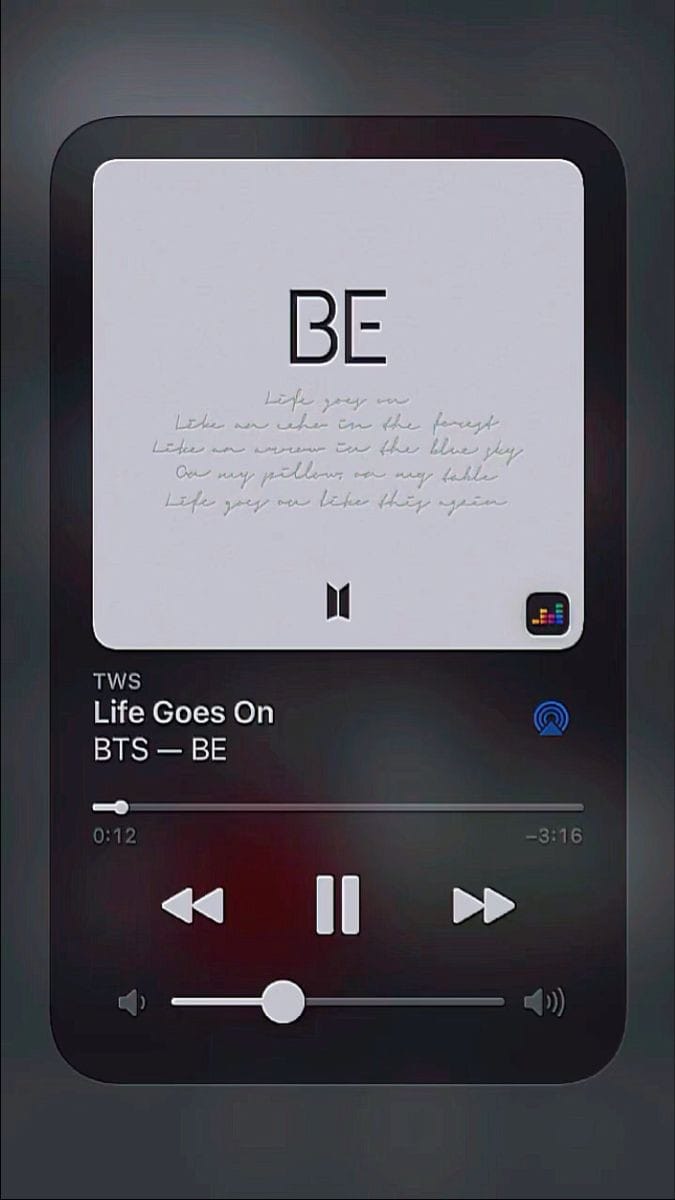 BE
Life goes on
Like an echo in the forest
Like an arrow in the blue sky
On my pillow, on my table
Life goes on like this again
TWS
Life Goes On
BTS — BE
0:12
–3:16